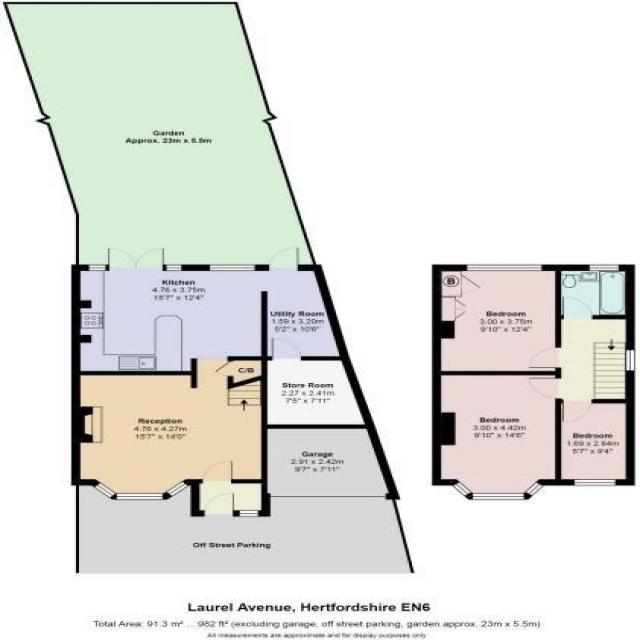 Garden
Approx. 23m x 5.5m
Kitchen
4.76 x 3.75m
15'7" x 12'4"
Utility Room
1.59 x 3.20m
5'2" x 10'6"
C/B
Store Room
2.27 x 2.41m
7'5" x 7'11"
Reception
4.76 x 4.27m
15'7" x 14'0"
Garage
2.91 x 2.42m
9'7" x 7'11"
Off Street Parking
B
Bedroom
3.00 x 3.75m
9'10" x 12'4"
Bedroom
3.00 x 4.42m
9'10" x 14'6"
Bedroom
1.69 x 2.84m
5'7" x 9'4"
Laurel Avenue, Hertfordshire EN6
Total Area: 91.3 m² ... 982 ft² (excluding garage, off street parking, garden approx. 23m x 5.5m)
All measurements are approximate and for display purposes only